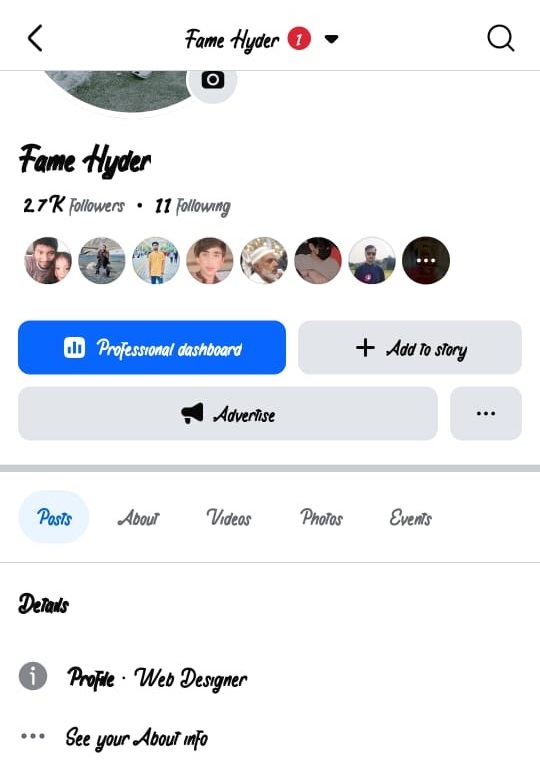 Fame Hyder 1
Fame Hyder
2.7K Followers • 11 Following
Professional dashboard
Add to story
Advertise
Posts About Videos Photos Events
Details
Profile · Web Designer
See your About info